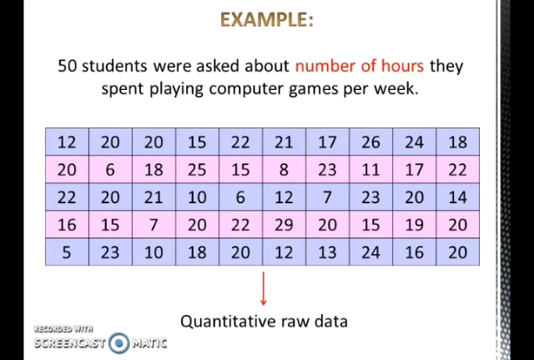 EXAMPLE:
50 students were asked about number of hours they
spent playing computer games per week.
12 20 20 15 22 21 17 26 24 18
20 6 18 25 15 8 23 11 17 22
22 20 21 10 6 12 7 23 20 14
16 15 7 20 22 29 20 15 19 20
5 23 10 18 20 12 13 24 16 20
Quantitative raw data
RECORDED WITH
SCREENCAST MATIC